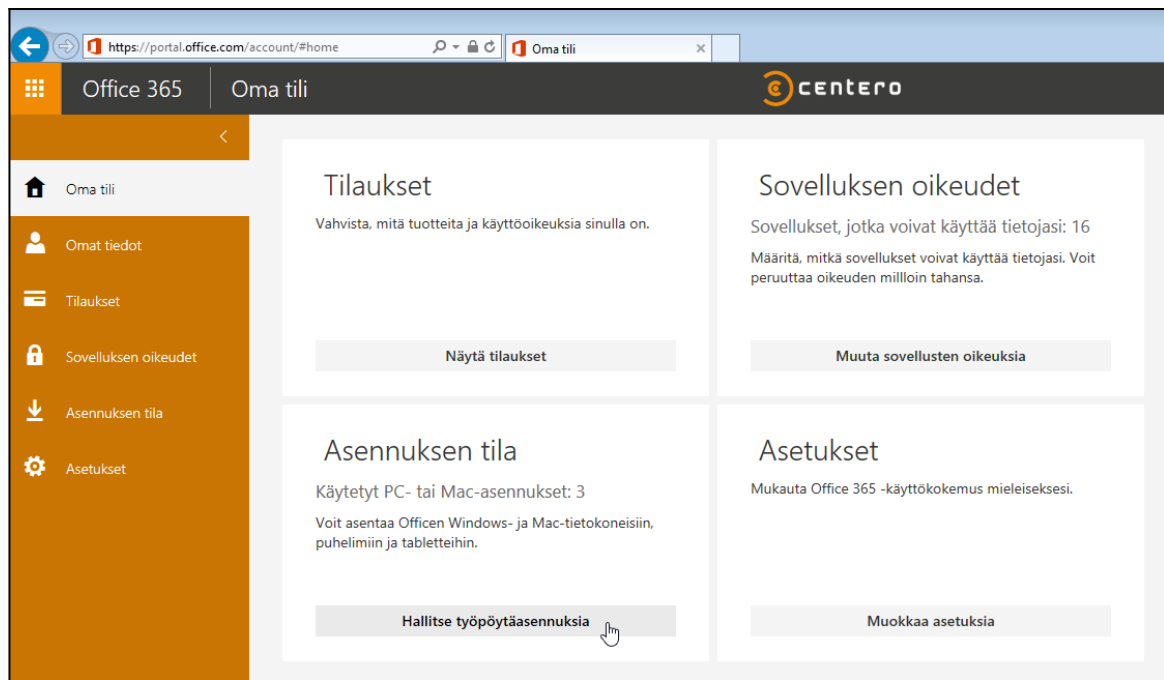 https://portal.office.com/account/#home
Oma tili
Office 365
Oma tili
centero
Oma tili
Omat tiedot
Tilaukset
Sovelluksen oikeudet
Asennuksen tila
Asetukset
Tilaukset
Vahvista, mitä tuotteita ja käyttöoikeuksia sinulla on.
Näytä tilaukset
Sovelluksen oikeudet
Sovellukset, jotka voivat käyttää tietojasi: 16
Määritä, mitkä sovellukset voivat käyttää tietojasi. Voit
peruuttaa oikeuden millloin tahansa.
Muuta sovellusten oikeuksia
Asennuksen tila
Käytetyt PC- tai Mac-asennukset: 3
Voit asentaa Officen Windows- ja Mac-tietokoneisiin,
puhelimiin ja tabletteihin.
Hallitse työpöytäasennuksia
Asetukset
Mukauta Office 365 -käyttökokemus mieleiseksesi.
Muokkaa asetuksia